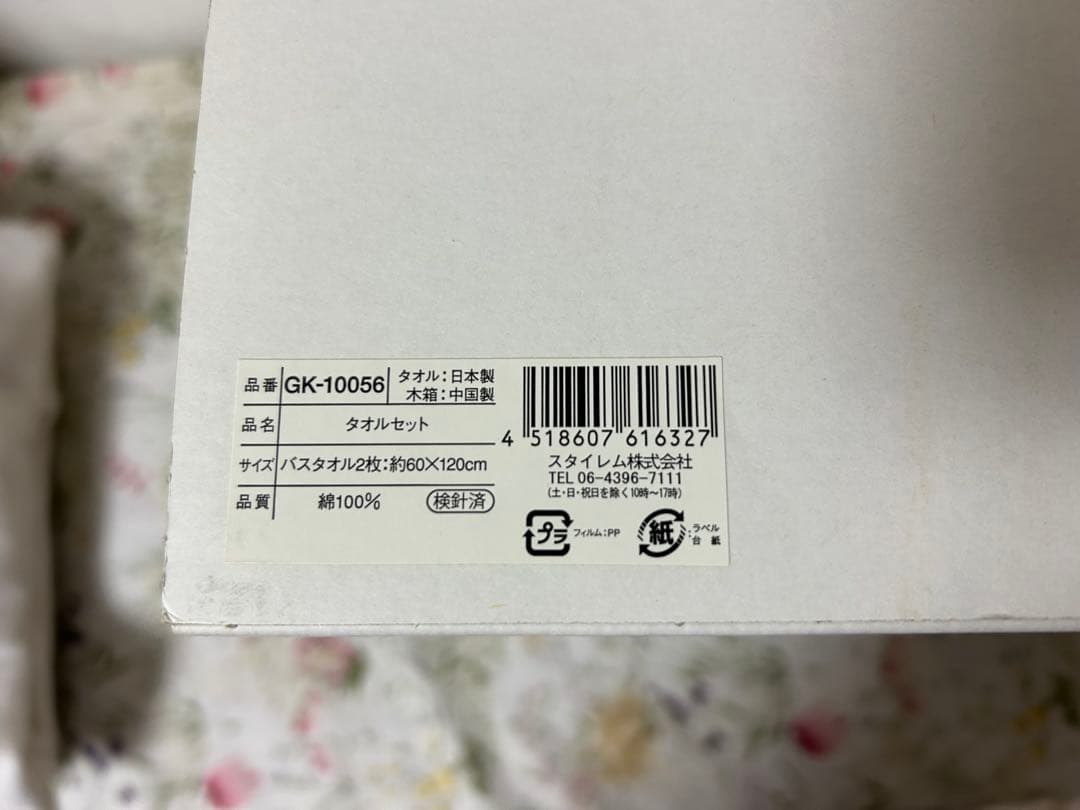 品番 GK-10056 タオル：日本製
木箱：中国製
品名 タオルセット
サイズ バスタオル2枚：約60×120cm
品質 綿100% 検針済
4 518607 616327
スタイレム株式会社
TEL 06-4396-7111
(土・日・祝日を除く10時～17時)
プラ フィルム：PP
紙 ：ラベル
台紙